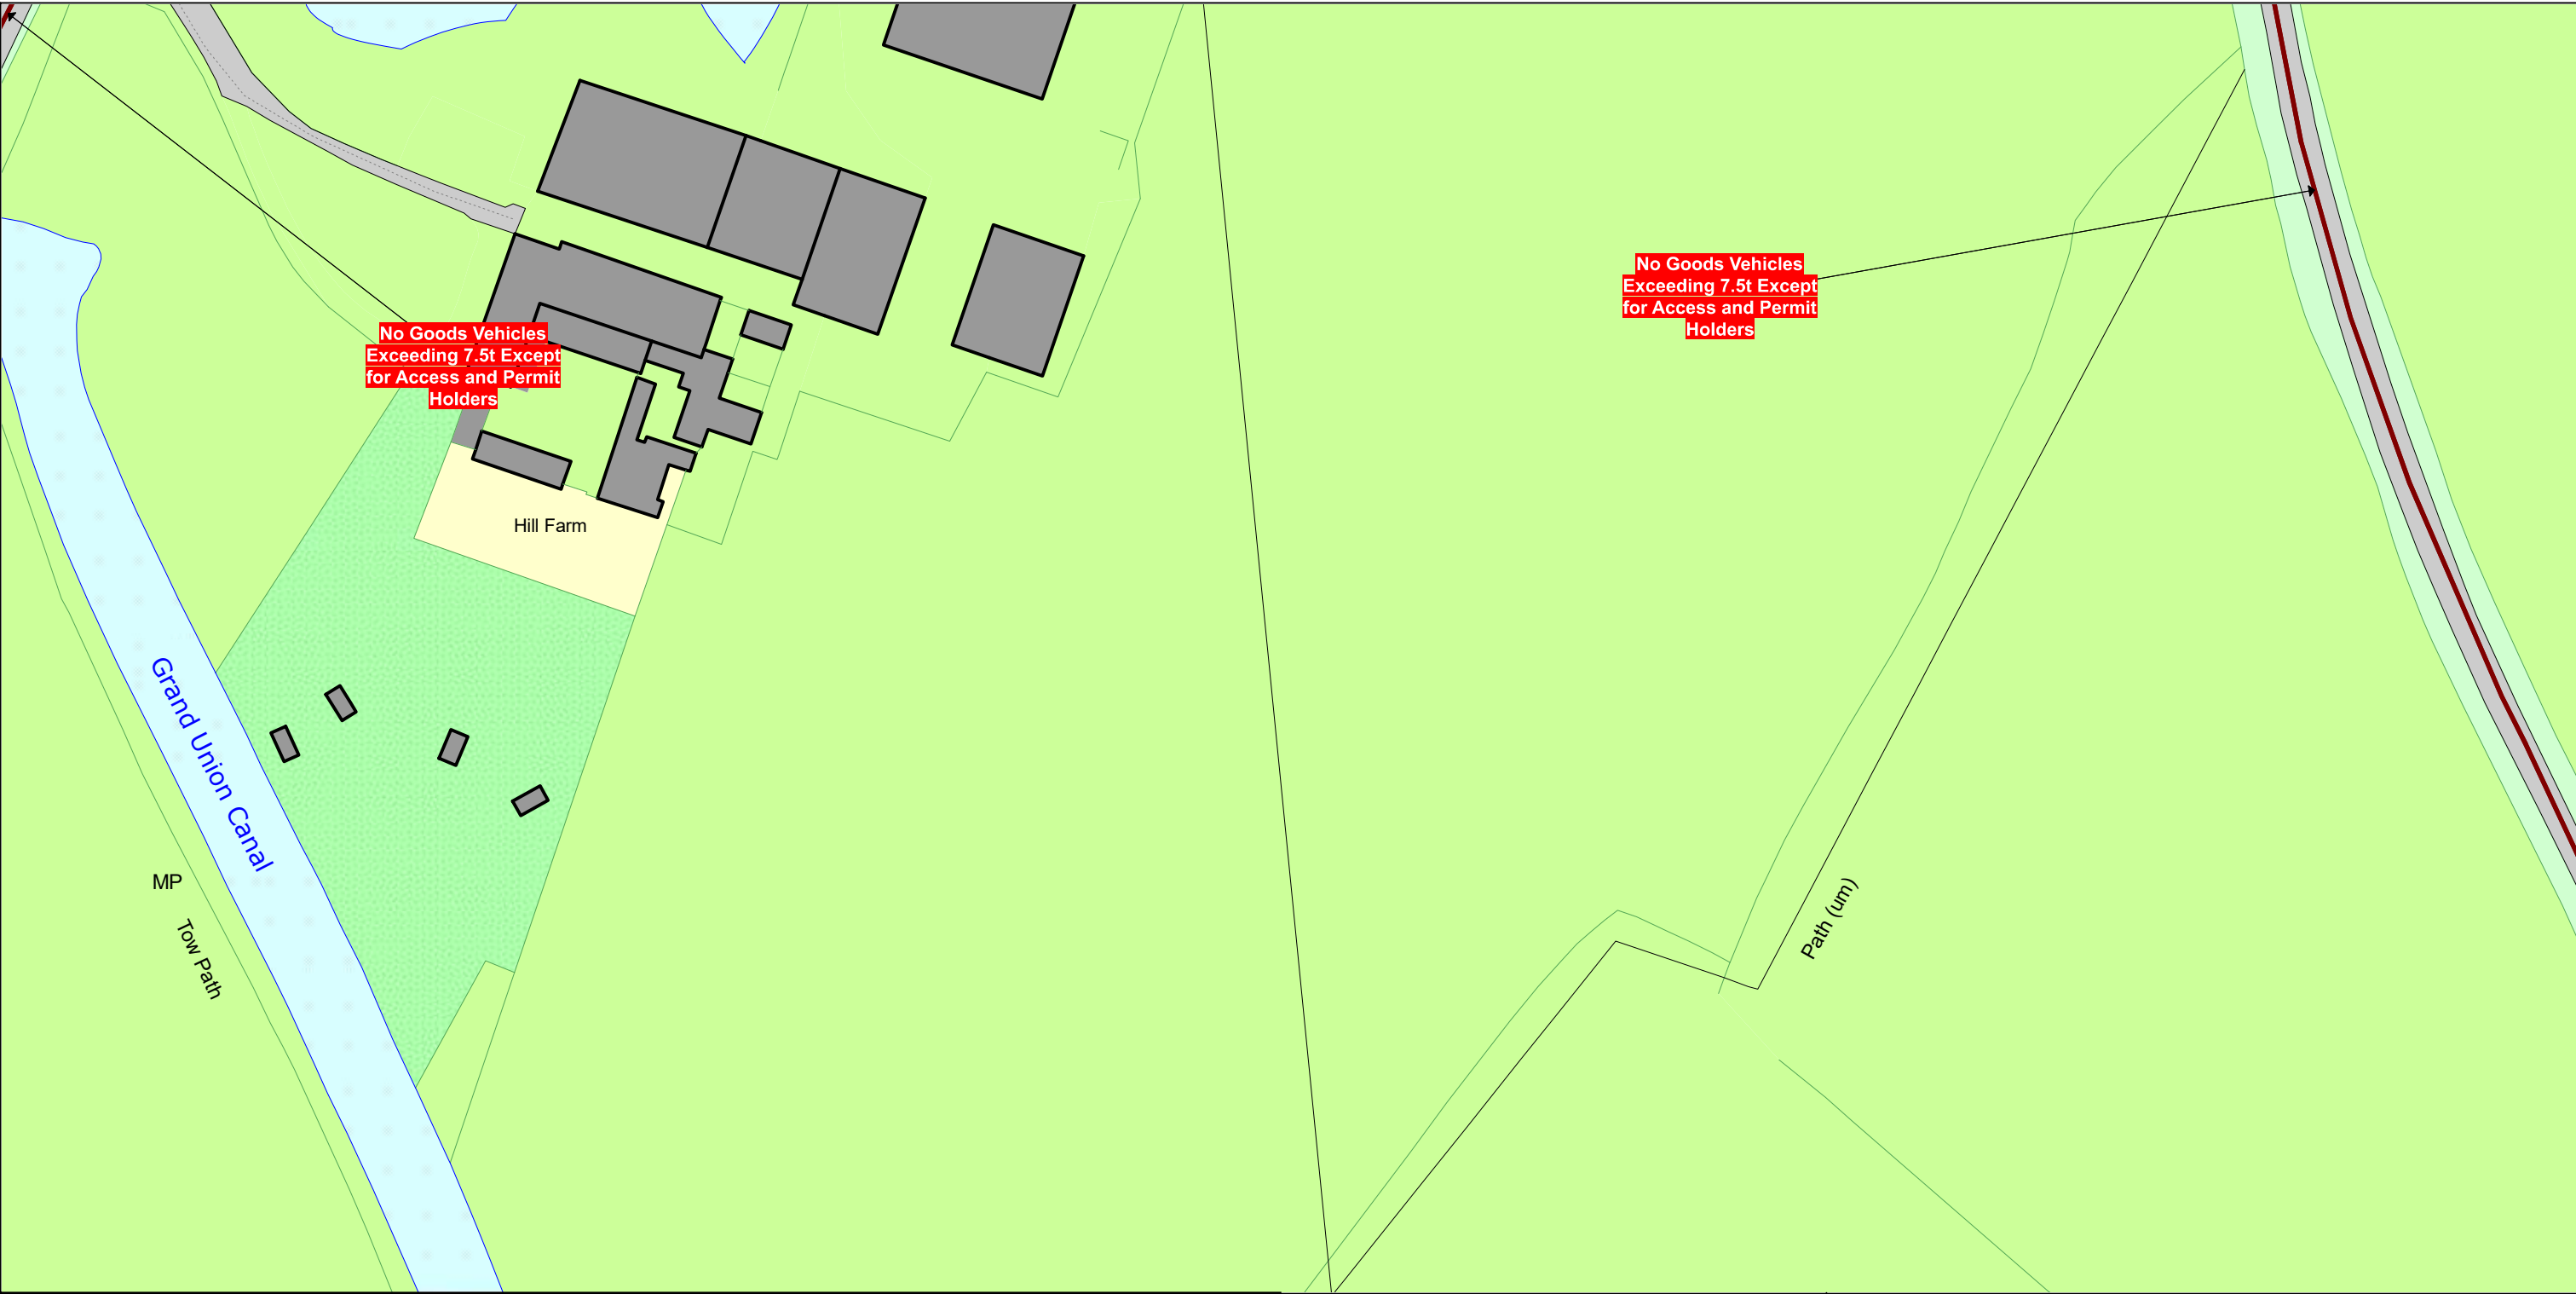 No Goods Vehicles
Exceeding 7.5t Except
for Access and Permit
Holders
No Goods Vehicles
Exceeding 7.5t Except
for Access and Permit
Holders
Hill Farm
Grand Union Canal
MP
Tow Path
Path (um)